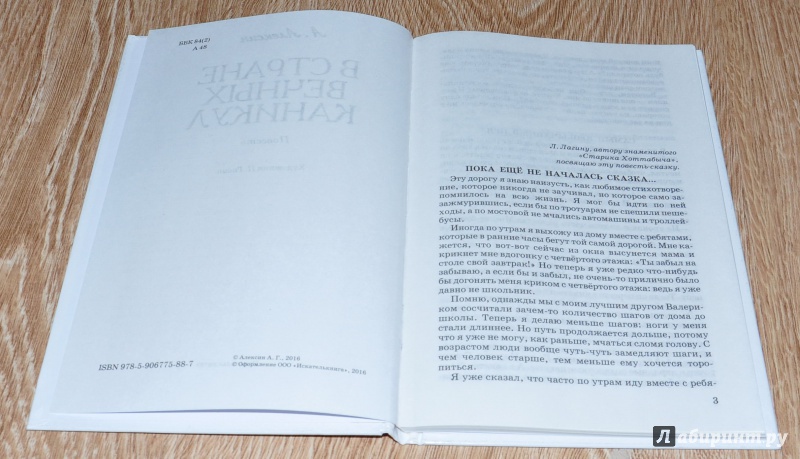 ББК 84(2)
А 48
ISBN 978-5-906775-88-7
© Алексин А. Г., 2016
© Оформление ООО «Искательпресс», 2016
Л. Лагину, автору знаменитого
«Старика Хоттабыча»,
посвящаю эту повесть-сказку.
ПОКА ЕЩЁ НЕ НАЧАЛАСЬ СКАЗКА...
Эту дорогу я знаю наизусть, как любимое стихотворе-
ние, которое никогда не заучивал, но которое само за-
помнилось на всю жизнь. Я мог бы идти по ней
зажмурившись, если бы по тротуарам не спешили пеше-
ходы, а по мостовой не мчались автомашины и троллей-
бусы.
Иногда по утрам я выхожу из дому вместе с ребятами,
которые в ранние часы бегут той самой дорогой. Мне ка-
жется, что вот-вот сейчас из окна высунется мама и
крикнет мне вдогонку с четвёртого этажа: «Ты забыл на
столе свой завтрак!» Но теперь я уже редко что-нибудь
забываю, а если бы и забыл, не очень-то прилично было
бы догонять меня криком с четвёртого этажа: ведь я уже
давно не школьник.
Помню, однажды мы с моим лучшим другом Валери-
ком сосчитали зачем-то количество шагов от дома до
школы. Теперь я делаю меньше шагов: ноги у меня
стали длиннее. Но путь продолжается дольше, потому
что я уже не могу, как раньше, мчаться сломя голову. С
возрастом люди вообще чуть-чуть замедляют шаги, и
чем человек старше, тем меньше ему хочется торо-
питься.
Я уже сказал, что часто по утрам иду вместе с ребя-
3
Лабиринт.ру